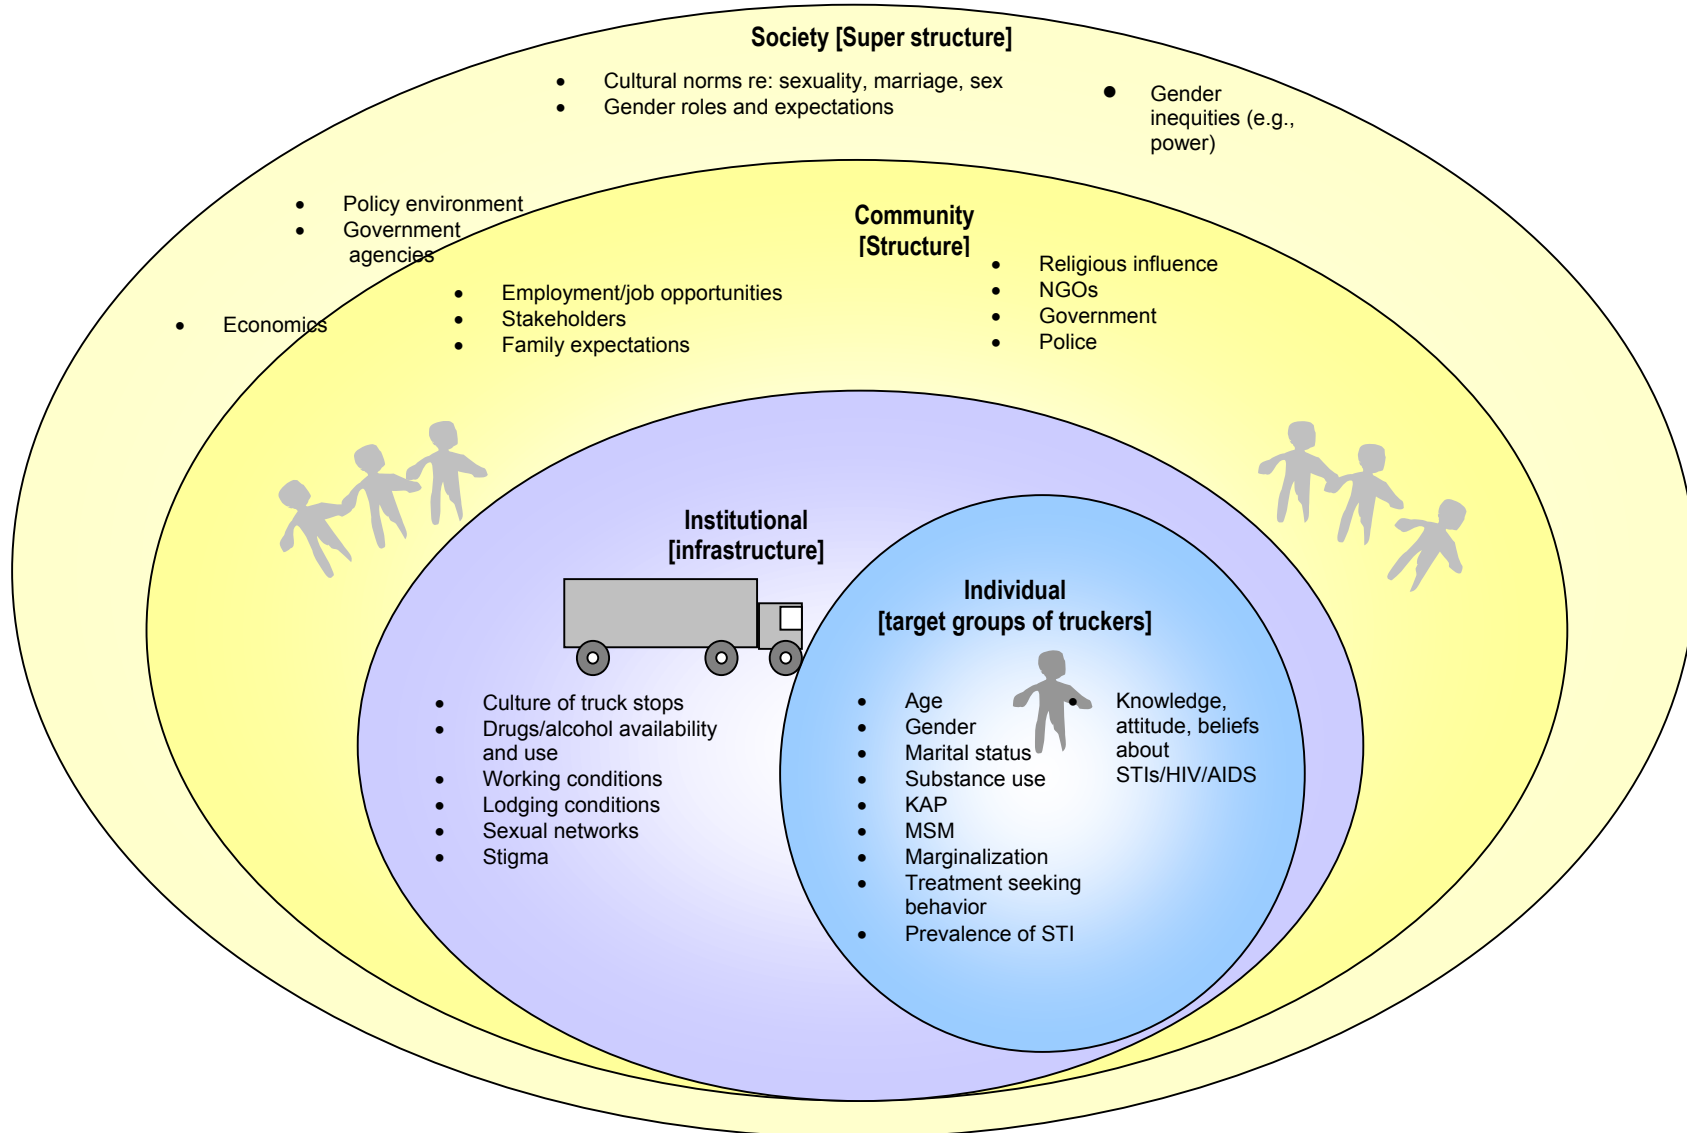 Society [Super structure]
• Cultural norms re: sexuality, marriage, sex
• Gender roles and expectations
• Gender
inequities (e.g.,
power)
• Policy environment
• Government
agencies
• Economics
Community
[Structure]
• Employment/job opportunities
• Stakeholders
• Family expectations
• Religious influence
• NGOs
• Government
• Police
Institutional
[infrastructure]
• Culture of truck stops
• Drugs/alcohol availability
and use
• Working conditions
• Lodging conditions
• Sexual networks
• Stigma
Individual
[target groups of truckers]
• Age
• Gender
• Marital status
• Substance use
• KAP
• MSM
• Marginalization
• Treatment seeking
behavior
• Prevalence of STI
• Knowledge,
attitude, beliefs
about
STIs/HIV/AIDS